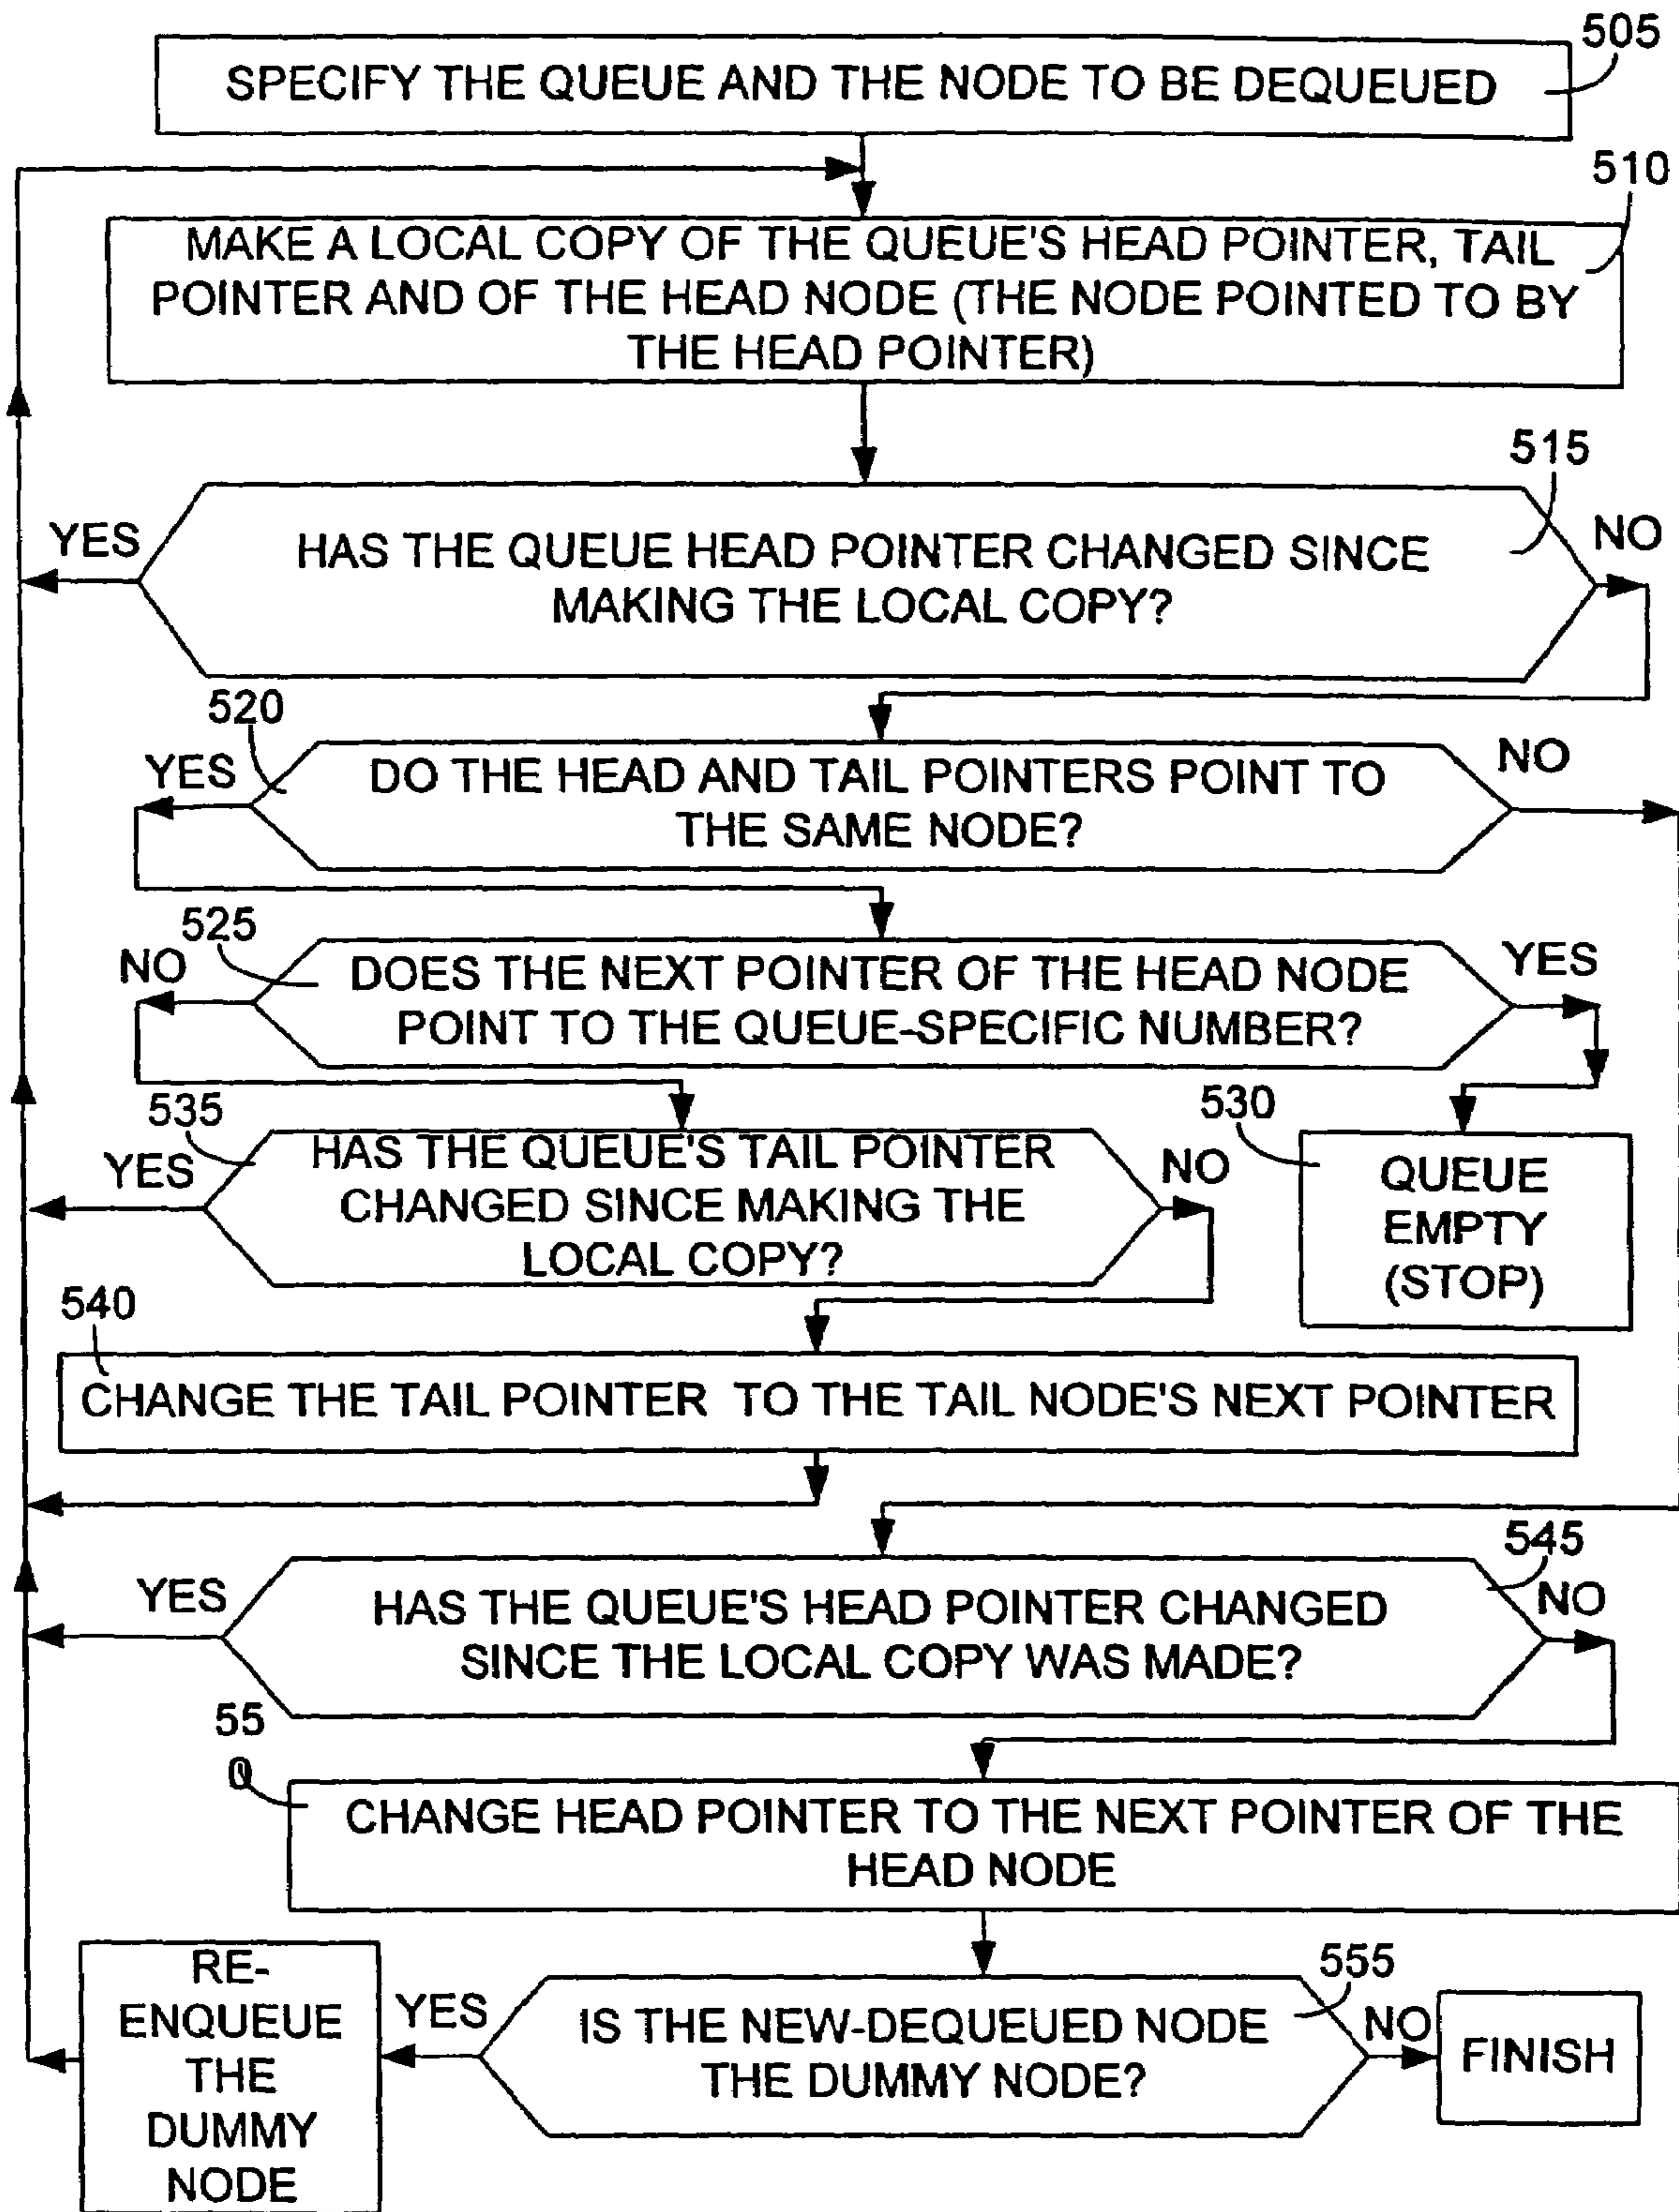 505
SPECIFY THE QUEUE AND THE NODE TO BE DEQUEUED
510
MAKE A LOCAL COPY OF THE QUEUE'S HEAD POINTER, TAIL
POINTER AND OF THE HEAD NODE (THE NODE POINTED TO BY
THE HEAD POINTER)
515
YES
NO
HAS THE QUEUE HEAD POINTER CHANGED SINCE
MAKING THE LOCAL COPY?
520
YES
NO
DO THE HEAD AND TAIL POINTERS POINT TO
THE SAME NODE?
525
NO
YES
DOES THE NEXT POINTER OF THE HEAD NODE
POINT TO THE QUEUE-SPECIFIC NUMBER?
535
YES
NO
HAS THE QUEUE'S TAIL POINTER
CHANGED SINCE MAKING THE
LOCAL COPY?
530
QUEUE
EMPTY
(STOP)
540
CHANGE THE TAIL POINTER TO THE TAIL NODE'S NEXT POINTER
545
YES
NO
HAS THE QUEUE'S HEAD POINTER CHANGED
SINCE THE LOCAL COPY WAS MADE?
55
0
CHANGE HEAD POINTER TO THE NEXT POINTER OF THE
HEAD NODE
555
RE-
ENQUEUE
THE
DUMMY
NODE
YES
IS THE NEW-DEQUEUED NODE
THE DUMMY NODE?
NO
FINISH